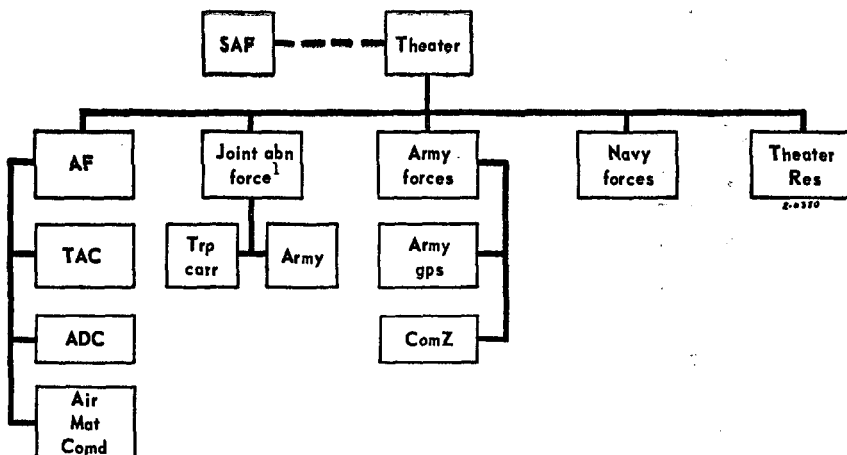 SAF
Theater
AF
Joint abn
force1
Army
forces
Navy
forces
Theater
Res
TAC
Trp
carr
Army
Army
gps
ADC
ComZ
Air
Mat
Comd